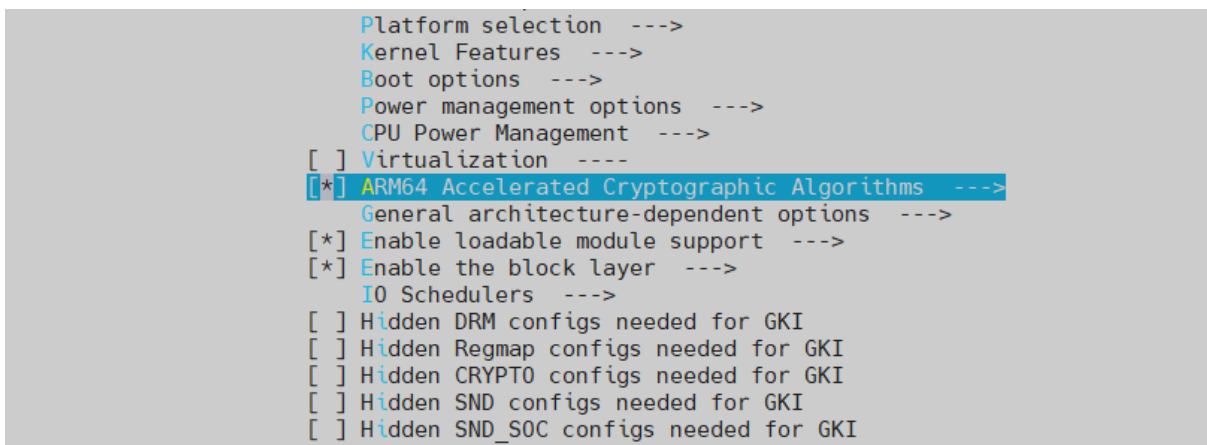 Platform selection  --->
Kernel Features  --->
Boot options  --->
Power management options  --->
CPU Power Management  --->
[ ] Virtualization  ----
[*] ARM64 Accelerated Cryptographic Algorithms  --->
General architecture-dependent options  --->
[*] Enable loadable module support  --->
[*] Enable the block layer  --->
IO Schedulers  --->
[ ] Hidden DRM configs needed for GKI
[ ] Hidden Regmap configs needed for GKI
[ ] Hidden CRYPTO configs needed for GKI
[ ] Hidden SND configs needed for GKI
[ ] Hidden SND_SOC configs needed for GKI